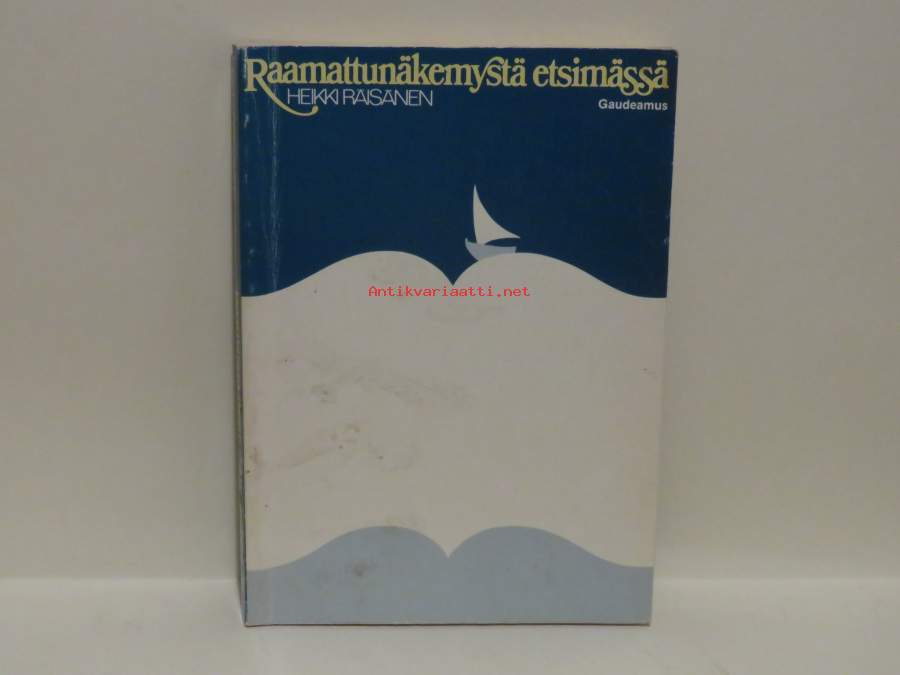 Raamattunäkemystä etsimässä
HEIKKI RÄISÄNEN
Gaudeamus
Antikvariaatti.net